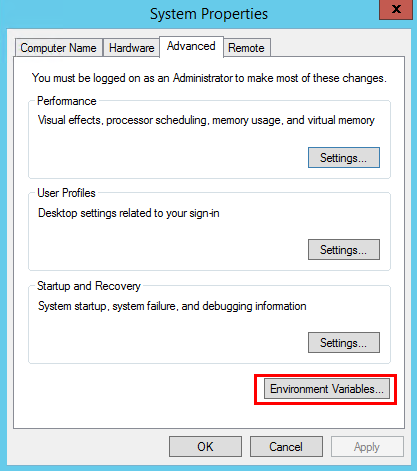 System Properties
x
Computer Name Hardware Advanced Remote
You must be logged on as an Administrator to make most of these changes.
Performance
Visual effects, processor scheduling, memory usage, and virtual memory
Settings...
User Profiles
Desktop settings related to your sign-in
Settings...
Startup and Recovery
System startup, system failure, and debugging information
Settings...
Environment Variables...
OK Cancel Apply